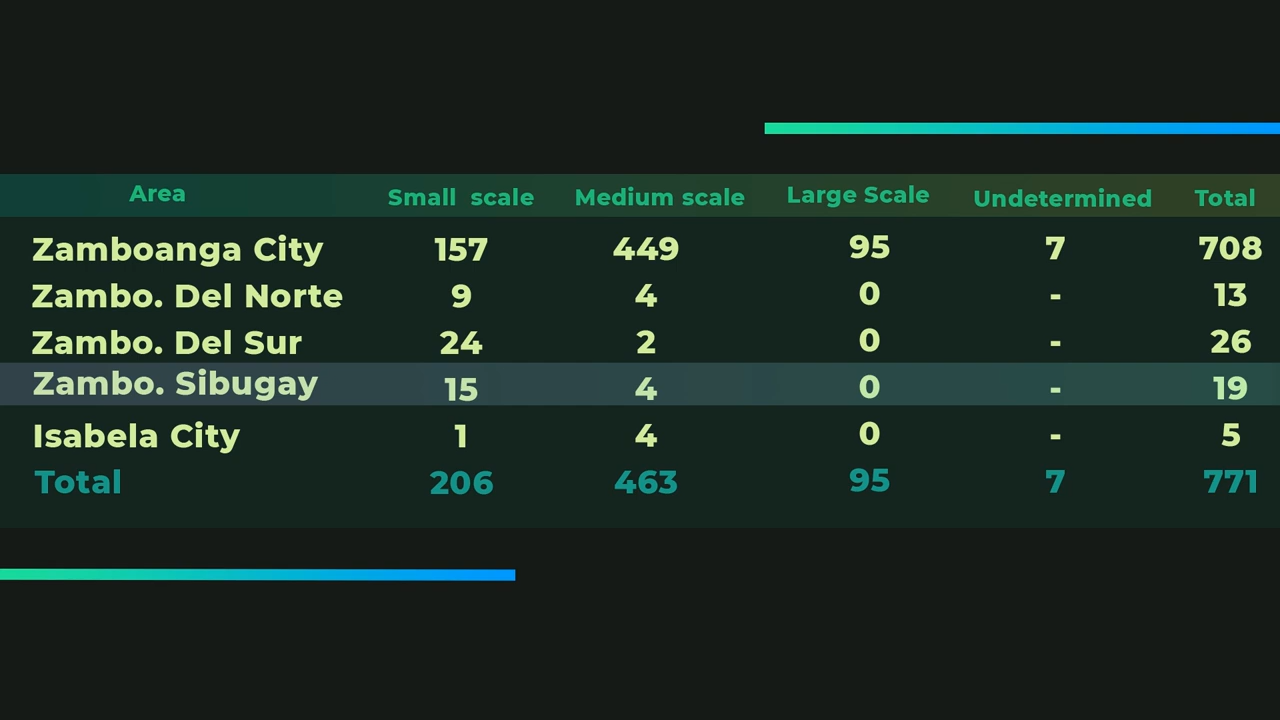 Area Small scale Medium scale Large Scale Undetermined Total
Zamboanga City 157 449 95 7 708
Zambo. Del Norte 9 4 0 - 13
Zambo. Del Sur 24 2 0 - 26
Zambo. Sibugay 15 4 0 - 19
Isabela City 1 4 0 - 5
Total 206 463 95 7 771